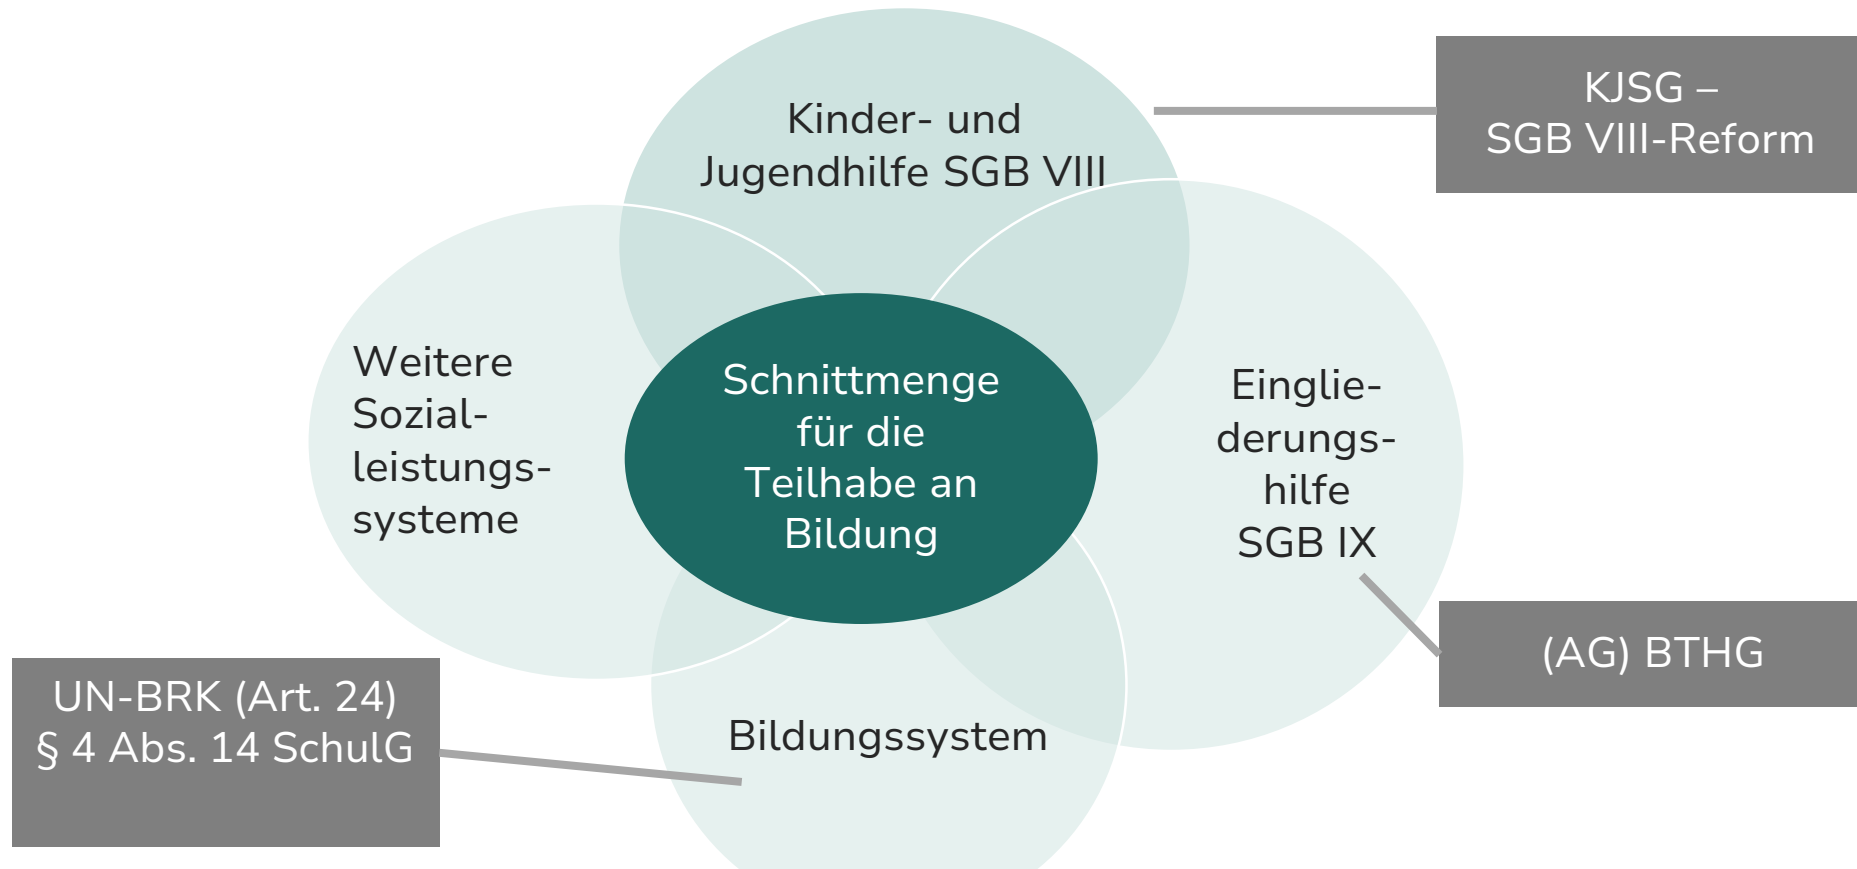 Kinder- und
Jugendhilfe SGB VIII
KJSG –
SGB VIII-Reform
Weitere
Sozial-
leistungs-
systeme
Schnittmenge
für die
Teilhabe an
Bildung
Einglie-
derungs-
hilfe
SGB IX
(AG) BTHG
UN-BRK (Art. 24)
§ 4 Abs. 14 SchulG
Bildungssystem